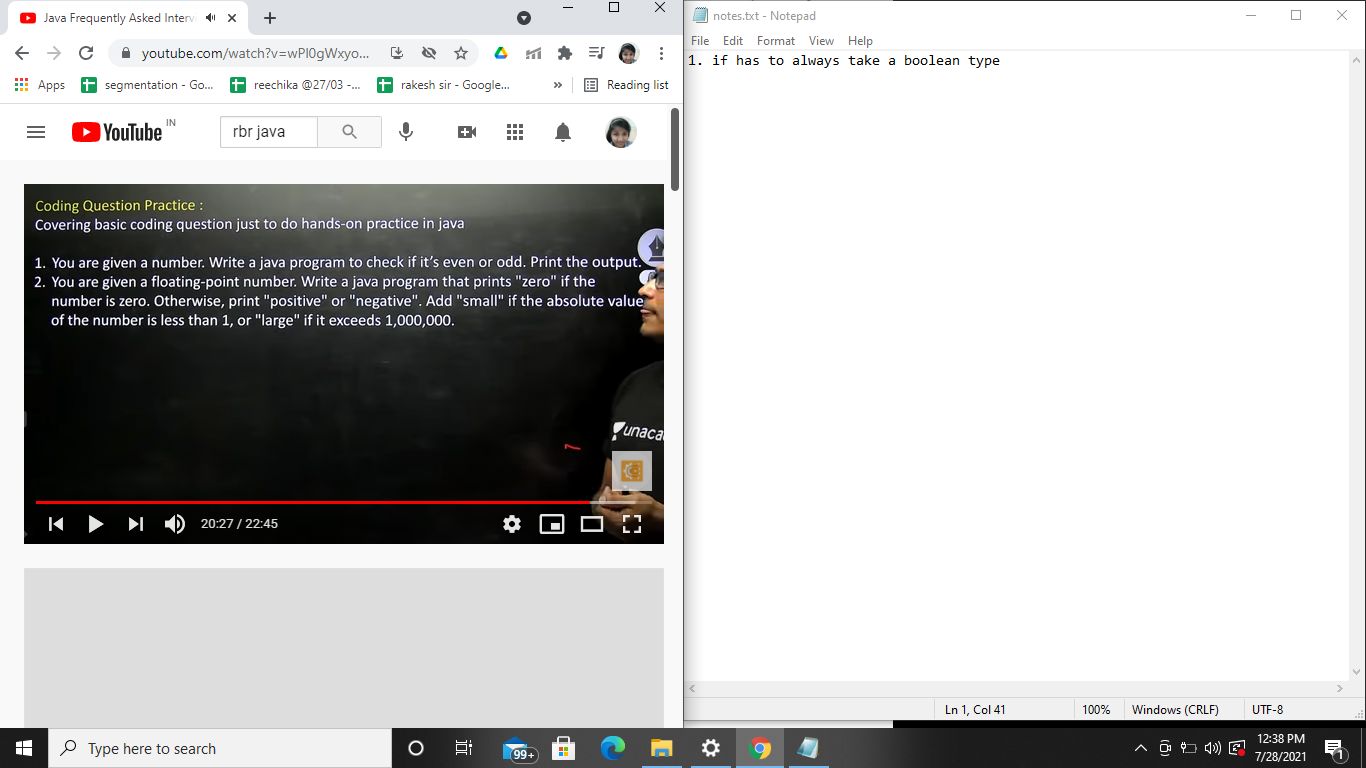 Java Frequently Asked Interv
youtube.com/watch?v=wPl0gWxyo...
Apps
segmentation - Go...
reechika @27/03 -...
rakesh sir - Google...
»
Reading list
YouTube IN
rbr java
Coding Question Practice :
Covering basic coding question just to do hands-on practice in java
1. You are given a number. Write a java program to check if it's even or odd. Print the output.
2. You are given a floating-point number. Write a java program that prints "zero" if the
number is zero. Otherwise, print "positive" or "negative". Add "small" if the absolute value
of the number is less than 1, or "large" if it exceeds 1,000,000.
unaca
20:27 / 22:45
notes.txt - Notepad
File Edit Format View Help
1. if has to always take a boolean type
Ln 1, Col 41
100%
Windows (CRLF)
UTF-8
Type here to search
99+
12:38 PM
7/28/2021
1